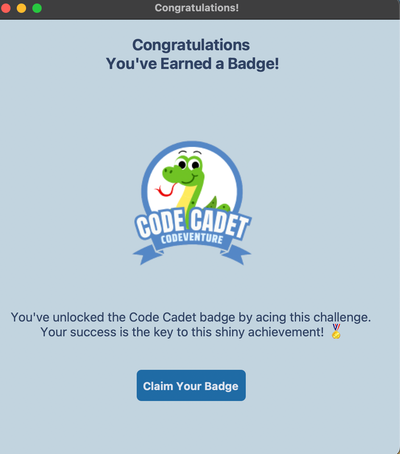 Congratulations!
Congratulations
You've Earned a Badge!
CODE CADET
CODEVENTURE
You've unlocked the Code Cadet badge by acing this challenge.
Your success is the key to this shiny achievement! 🏅
Claim Your Badge